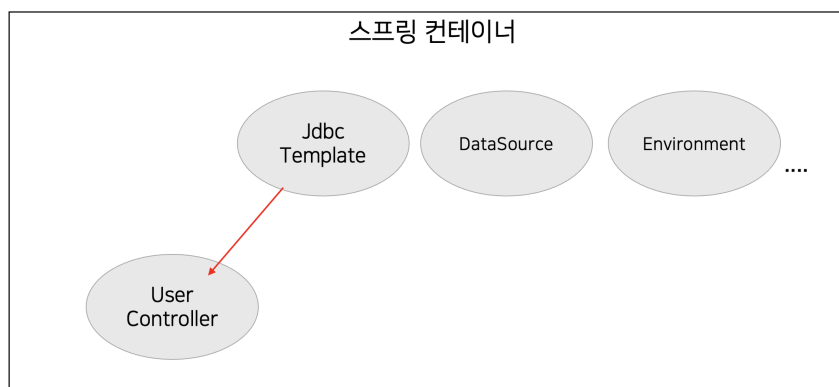 스프링 컨테이너
Jdbc
Template
DataSource
Environment
....
User
Controller